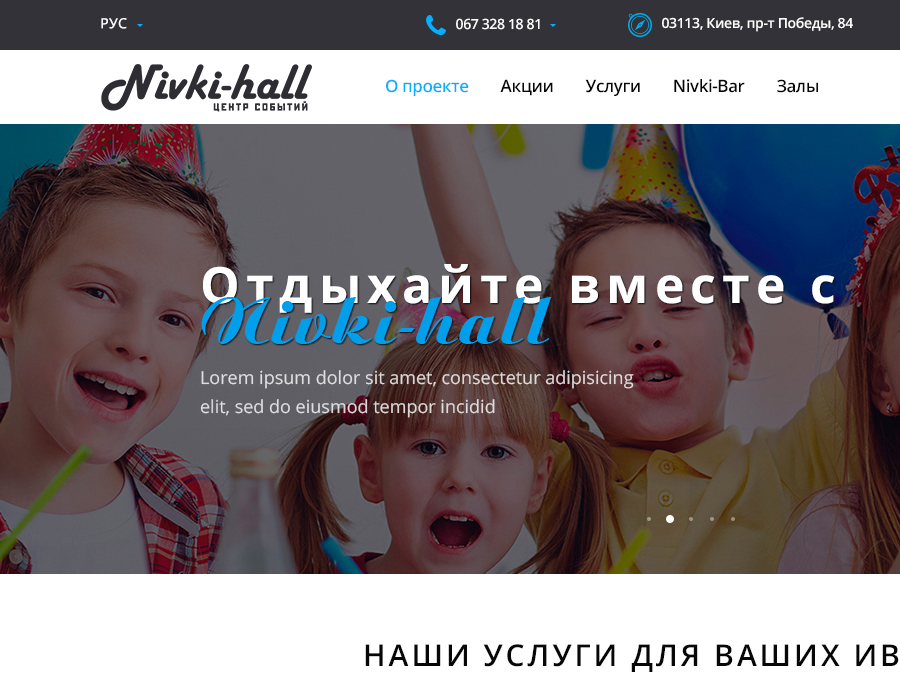 РУС
067 328 18 81
03113, Киев, пр-т Победы, 84
Nivki-hall
ЦЕНТР СОБЫТИЙ
О проекте
Акции
Услуги
Nivki-Bar
Залы
Отдыхайте вместе с
Nivki-hall
Lorem ipsum dolor sit amet, consectetur adipisicing
elit, sed do eiusmod tempor incidid
НАШИ УСЛУГИ ДЛЯ ВАШИХ ИВ